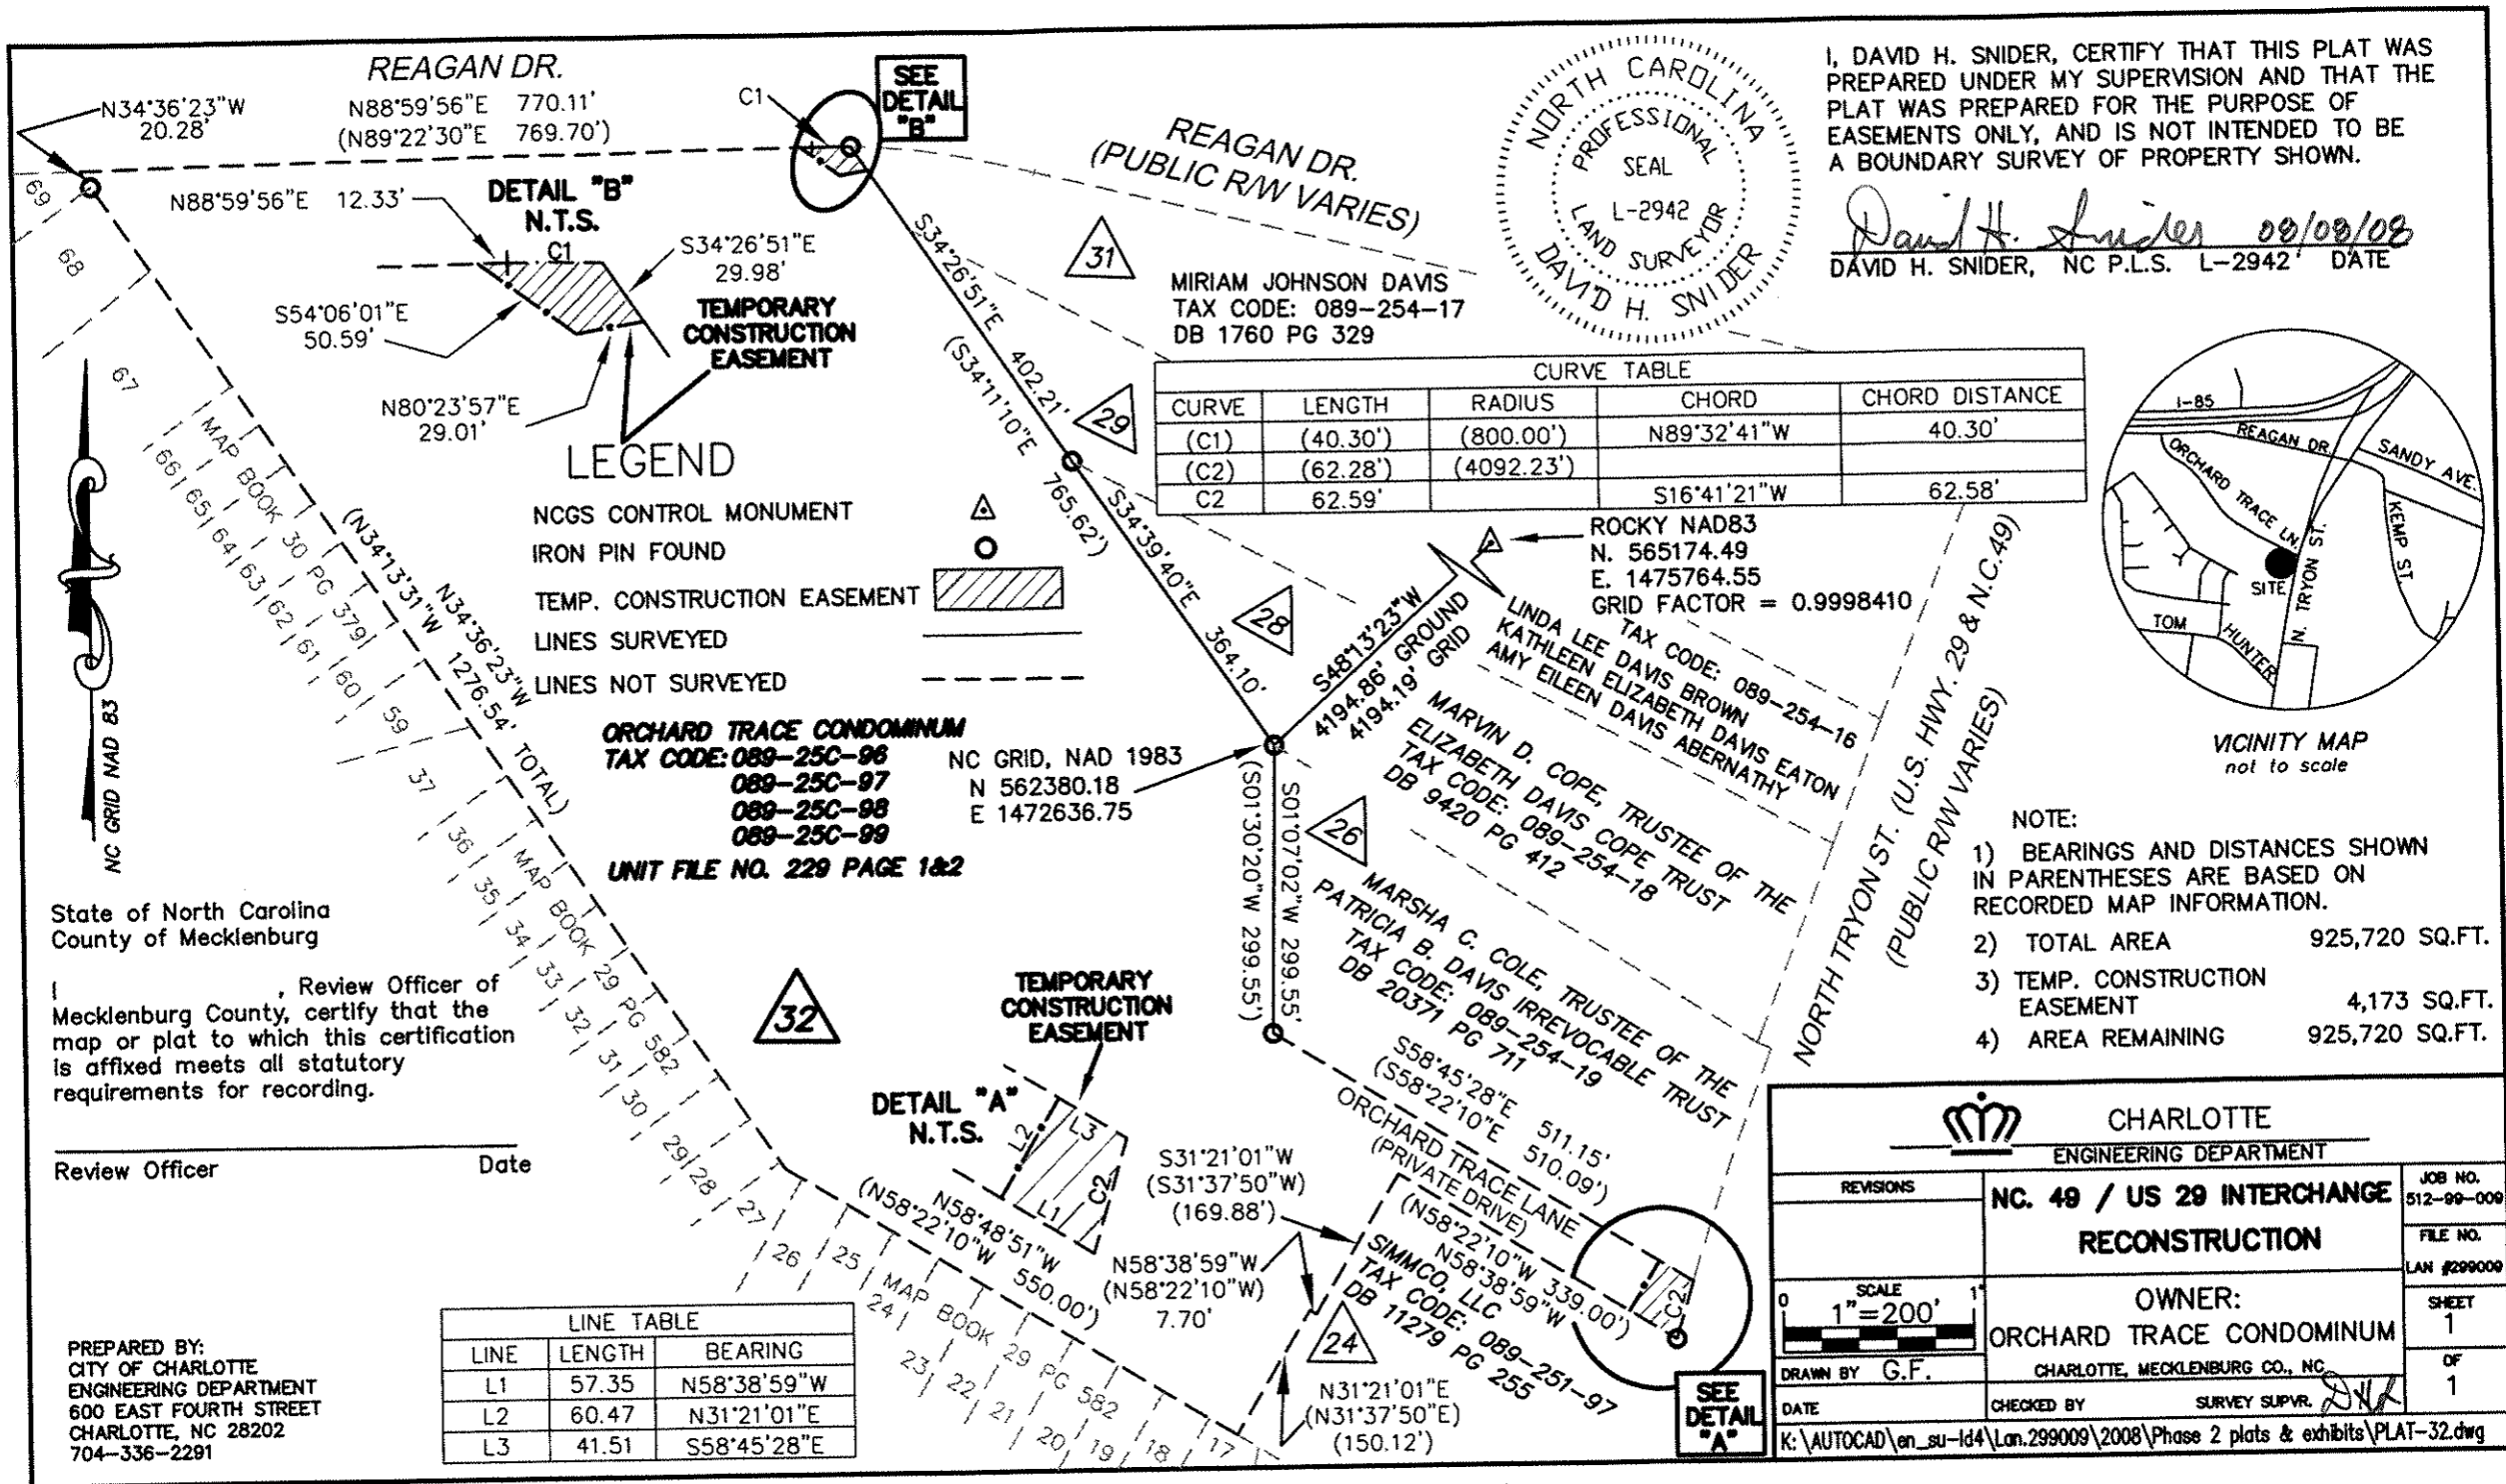 REAGAN DR.
N34°36'23"W
20.28'
N88°59'56"E 770.11'
(N89°22'30"E 769.70')
C1
SEE
DETAIL
"B"
REAGAN DR.
(PUBLIC R/W VARIES)
NORTH CAROLINA
PROFESSIONAL
SEAL
L-2942
LAND SURVEYOR
DAVID H. SNIDER
I, DAVID H. SNIDER, CERTIFY THAT THIS PLAT WAS
PREPARED UNDER MY SUPERVISION AND THAT THE
PLAT WAS PREPARED FOR THE PURPOSE OF
EASEMENTS ONLY, AND IS NOT INTENDED TO BE
A BOUNDARY SURVEY OF PROPERTY SHOWN.
David H. Snider 08/08/08
DAVID H. SNIDER, NC P.L.S. L-2942 DATE
N88°59'56"E 12.33'
DETAIL "B"
N.T.S.
C1
S34°26'51"E
29.98'
S54°06'01"E
50.59'
TEMPORARY
CONSTRUCTION
EASEMENT
N80°23'57"E
29.01'
S34°26'51"E 402.21'
(S34°11'10"E 765.62')
S34°39'40"E 364.10'
31
MIRIAM JOHNSON DAVIS
TAX CODE: 089-254-17
DB 1760 PG 329
29
28
CURVE TABLE
CURVE LENGTH RADIUS CHORD CHORD DISTANCE
(C1) (40.30') (800.00') N89°32'41"W 40.30'
(C2) (62.28') (4092.23')
C2 62.59' S16°41'21"W 62.58'
I-85
REAGAN DR.
SANDY AVE.
ORCHARD TRACE LN.
KEMP ST.
SITE
N. TRYON ST.
TOM
HUNTER
VICINITY MAP
not to scale
LEGEND
NCGS CONTROL MONUMENT
IRON PIN FOUND
TEMP. CONSTRUCTION EASEMENT
LINES SURVEYED
LINES NOT SURVEYED
ROCKY NAD83
N. 565174.49
E. 1475764.55
GRID FACTOR = 0.9998410
S48°13'23"W
4194.86' GROUND
4194.19' GRID
TAX CODE: 089-254-16
LINDA LEE DAVIS BROWN
KATHLEEN ELIZABETH DAVIS EATON
AMY EILEEN DAVIS ABERNATHY
MARVIN D. COPE, TRUSTEE OF THE
ELIZABETH DAVIS COPE TRUST
TAX CODE: 089-254-18
DB 9420 PG 412
26
MARSHA C. COLE, TRUSTEE OF THE
PATRICIA B. DAVIS IRREVOCABLE TRUST
TAX CODE: 089-254-19
DB 20371 PG 711
NORTH TRYON ST. (U.S. HWY. 29 & N.C.49)
(PUBLIC R/W VARIES)
69
68
67
66
65
64
63
62
61
60
59
37
36
35
34
33
32
31
30
29
28
27
26
25
24
23
22
21
20
19
18
17
MAP BOOK 30 PG 379
MAP BOOK 29 PG 582
MAP BOOK 29 PG 582
(N34°13'31"W 1276.54' TOTAL)
N34°36'23"W
NC GRID NAD 83
ORCHARD TRACE CONDOMINUM
TAX CODE: 089-25C-96
089-25C-97
089-25C-98
089-25C-99
UNIT FILE NO. 229 PAGE 1&2
NC GRID, NAD 1983
N 562380.18
E 1472636.75
S01°07'02"W 299.55'
(S01°30'20"W 299.55')
NOTE:
1) BEARINGS AND DISTANCES SHOWN
IN PARENTHESES ARE BASED ON
RECORDED MAP INFORMATION.
2) TOTAL AREA 925,720 SQ.FT.
3) TEMP. CONSTRUCTION
EASEMENT 4,173 SQ.FT.
4) AREA REMAINING 925,720 SQ.FT.
State of North Carolina
County of Mecklenburg
I , Review Officer of
Mecklenburg County, certify that the
map or plat to which this certification
is affixed meets all statutory
requirements for recording.
Review Officer Date
32
TEMPORARY
CONSTRUCTION
EASEMENT
DETAIL "A"
N.T.S.
L2
L3
L1
C2
N58°48'51"W
(N58°22'10"W 550.00')
S31°21'01"W
(S31°37'50"W)
(169.88')
N58°38'59"W
(N58°22'10"W)
7.70'
S58°45'28"E 511.15'
(S58°22'10"E 510.09')
ORCHARD TRACE LANE
(PRIVATE DRIVE)
(N58°22'10"W 339.00')
N58°38'59"W
SIMMCO, LLC
TAX CODE: 089-251-97
DB 11279 PG 255
24
N31°21'01"E
(N31°37'50"E)
(150.12')
C2
L1
SEE
DETAIL
"A"
PREPARED BY:
CITY OF CHARLOTTE
ENGINEERING DEPARTMENT
600 EAST FOURTH STREET
CHARLOTTE, NC 28202
704-336-2291
LINE TABLE
LINE LENGTH BEARING
L1 57.35 N58°38'59"W
L2 60.47 N31°21'01"E
L3 41.51 S58°45'28"E
CHARLOTTE
ENGINEERING DEPARTMENT
REVISIONS
NC. 49 / US 29 INTERCHANGE
RECONSTRUCTION
JOB NO.
512-99-009
FILE NO.
LAN #299009
SCALE
0 1"
1"=200'
OWNER:
ORCHARD TRACE CONDOMINUM
CHARLOTTE, MECKLENBURG CO., NC
SHEET
1
OF
1
DRAWN BY G.F.
DATE
CHECKED BY SURVEY SUPVR.
K:\AUTOCAD\en_su-ld4\Lan.299009\2008\Phase 2 plats & exhibits\PLAT-32.dwg